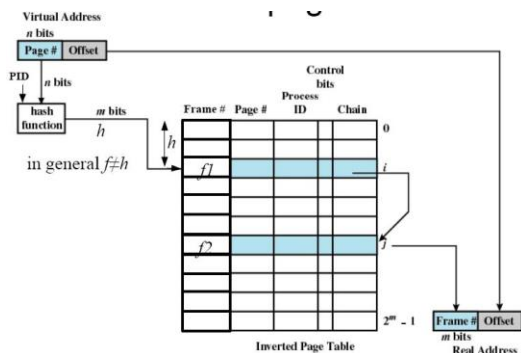 Virtual Address
n bits
Page # Offset
PID
n bits
hash
function
m bits
h
in general f≠h
Control
bits
Process
Frame # Page # ID Chain
h
0
f1
i
f2
j
2ᵐ - 1
Inverted Page Table
Frame # Offset
m bits
Real Address